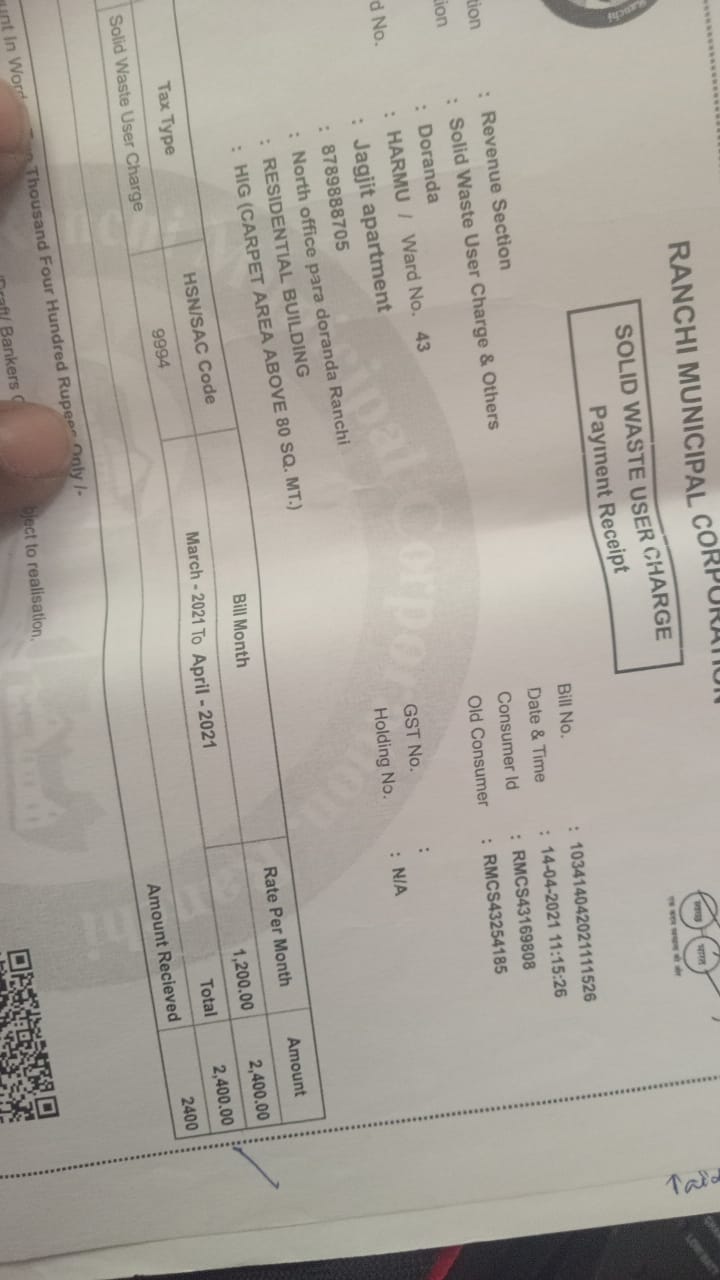 RANCHI MUNICIPAL CORPORATION
SOLID WASTE USER CHARGE
Payment Receipt
tion : Revenue Section
ion : Solid Waste User Charge & Others
: Doranda
d No. : HARMU / Ward No. 43
: Jagjit apartment
: 8789888705
: North office para doranda Ranchi
: RESIDENTIAL BUILDING
: HIG (CARPET AREA ABOVE 80 SQ. MT.)
Bill No. : 103414042021111526
Date & Time : 14-04-2021 11:15:26
Consumer Id : RMCS43169808
Old Consumer : RMCS43254185
GST No. :
Holding No. : N/A
Tax Type HSN/SAC Code Bill Month Rate Per Month Amount
Solid Waste User Charge 9994 March - 2021 To April - 2021 1,200.00 2,400.00
Total 2,400.00
Amount Recieved 2400
unt In Word Thousand Four Hundred Rupees Only /-
Draft/ Bankers
bject to realisation.